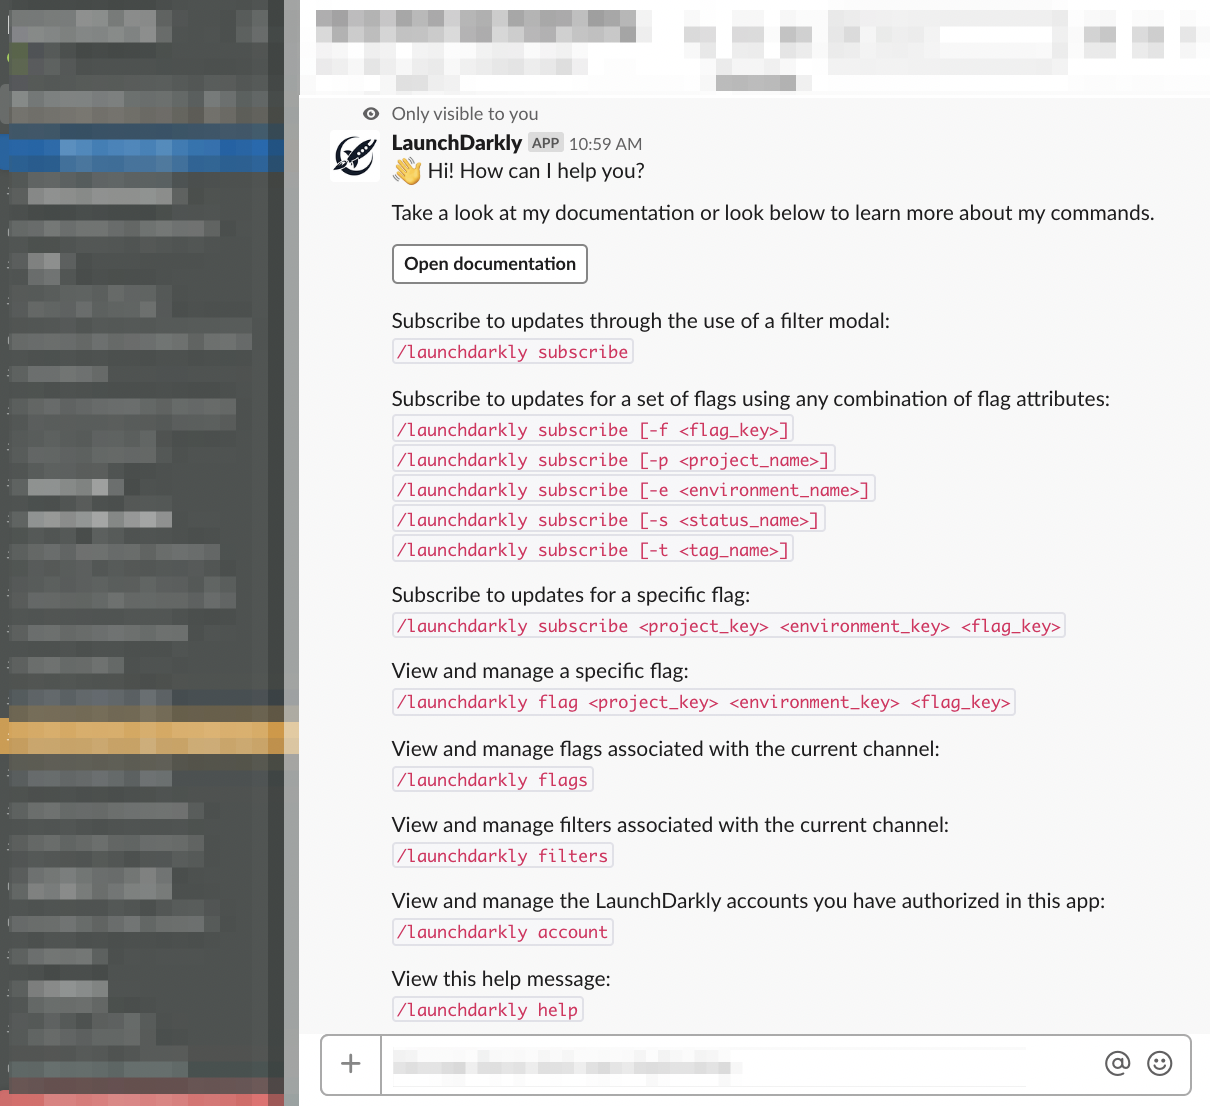 Only visible to you
LaunchDarkly APP 10:59 AM
👋 Hi! How can I help you?
Take a look at my documentation or look below to learn more about my commands.
Open documentation
Subscribe to updates through the use of a filter modal:
/launchdarkly subscribe
Subscribe to updates for a set of flags using any combination of flag attributes:
/launchdarkly subscribe [-f <flag_key>]
/launchdarkly subscribe [-p <project_name>]
/launchdarkly subscribe [-e <environment_name>]
/launchdarkly subscribe [-s <status_name>]
/launchdarkly subscribe [-t <tag_name>]
Subscribe to updates for a specific flag:
/launchdarkly subscribe <project_key> <environment_key> <flag_key>
View and manage a specific flag:
/launchdarkly flag <project_key> <environment_key> <flag_key>
View and manage flags associated with the current channel:
/launchdarkly flags
View and manage filters associated with the current channel:
/launchdarkly filters
View and manage the LaunchDarkly accounts you have authorized in this app:
/launchdarkly account
View this help message:
/launchdarkly help